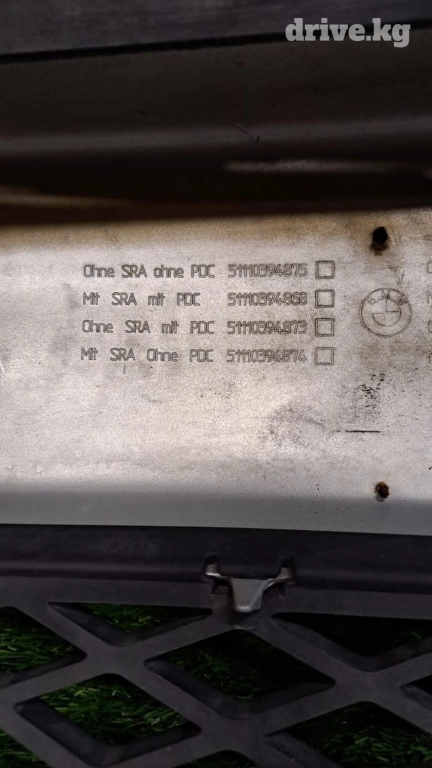 drive.kg
Ohne SRA ohne PDC 51110394875
Mit SRA mit PDC 51110394868
Ohne SRA mit PDC 51110394873
Mit SRA Ohne PDC 51110394874